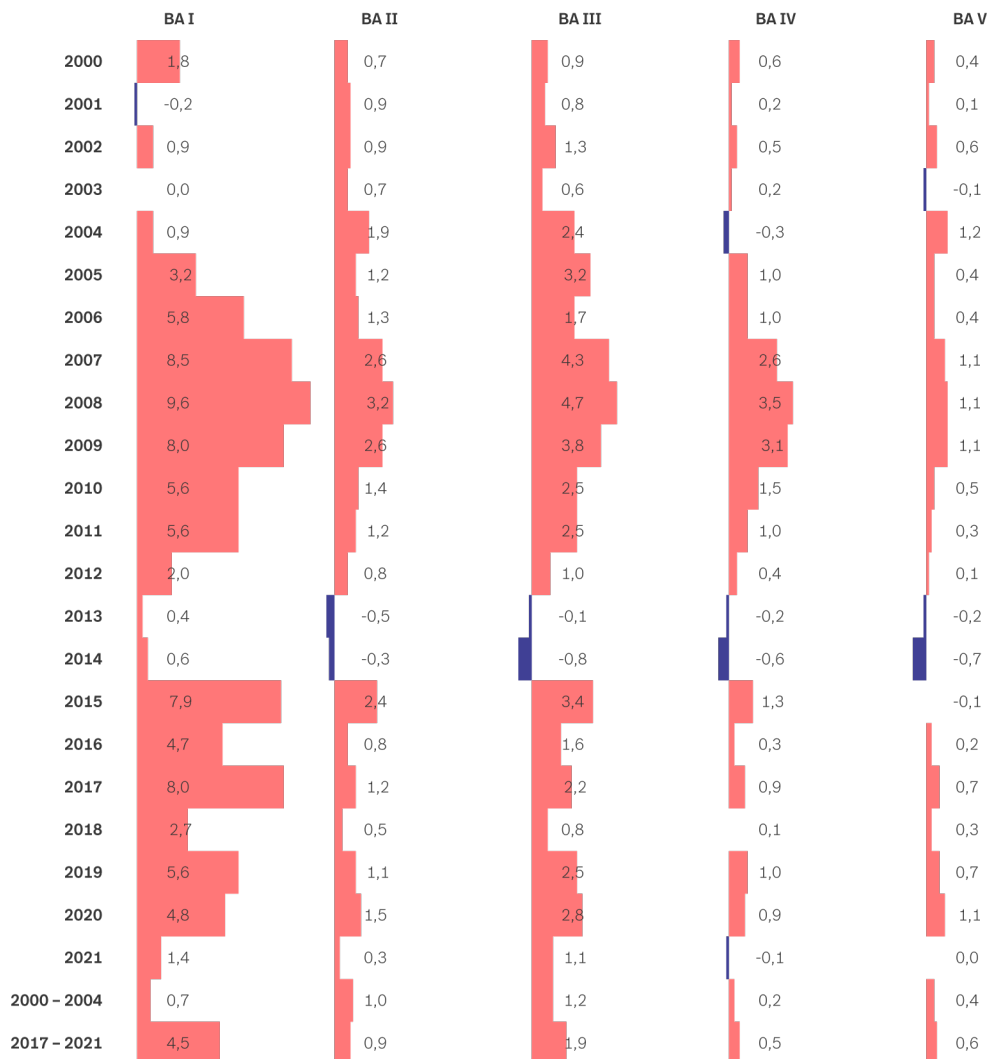 BA I BA II BA III BA IV BA V
2000 1,8 0,7 0,9 0,6 0,4
2001 -0,2 0,9 0,8 0,2 0,1
2002 0,9 0,9 1,3 0,5 0,6
2003 0,0 0,7 0,6 0,2 -0,1
2004 0,9 1,9 2,4 -0,3 1,2
2005 3,2 1,2 3,2 1,0 0,4
2006 5,8 1,3 1,7 1,0 0,4
2007 8,5 2,6 4,3 2,6 1,1
2008 9,6 3,2 4,7 3,5 1,1
2009 8,0 2,6 3,8 3,1 1,1
2010 5,6 1,4 2,5 1,5 0,5
2011 5,6 1,2 2,5 1,0 0,3
2012 2,0 0,8 1,0 0,4 0,1
2013 0,4 -0,5 -0,1 -0,2 -0,2
2014 0,6 -0,3 -0,8 -0,6 -0,7
2015 7,9 2,4 3,4 1,3 -0,1
2016 4,7 0,8 1,6 0,3 0,2
2017 8,0 1,2 2,2 0,9 0,7
2018 2,7 0,5 0,8 0,1 0,3
2019 5,6 1,1 2,5 1,0 0,7
2020 4,8 1,5 2,8 0,9 1,1
2021 1,4 0,3 1,1 -0,1 0,0
2000 – 2004 0,7 1,0 1,2 0,2 0,4
2017 – 2021 4,5 0,9 1,9 0,5 0,6